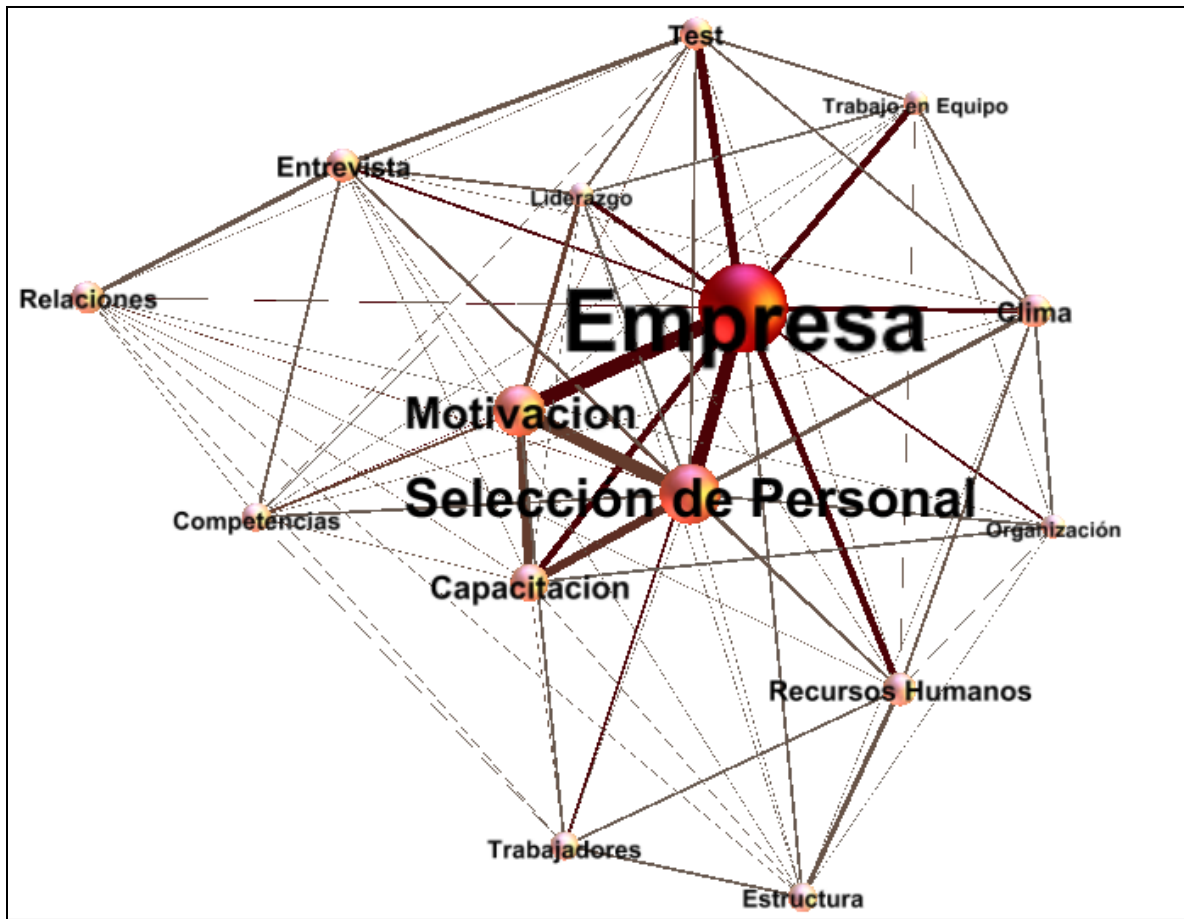 Test
Trabajo en Equipo
Entrevista
Liderazgo
Relaciones
Empresa
Clima
Motivacion
Seleccion de Personal
Competencias
Organización
Capacitacion
Recursos Humanos
Trabajadores
Estructura